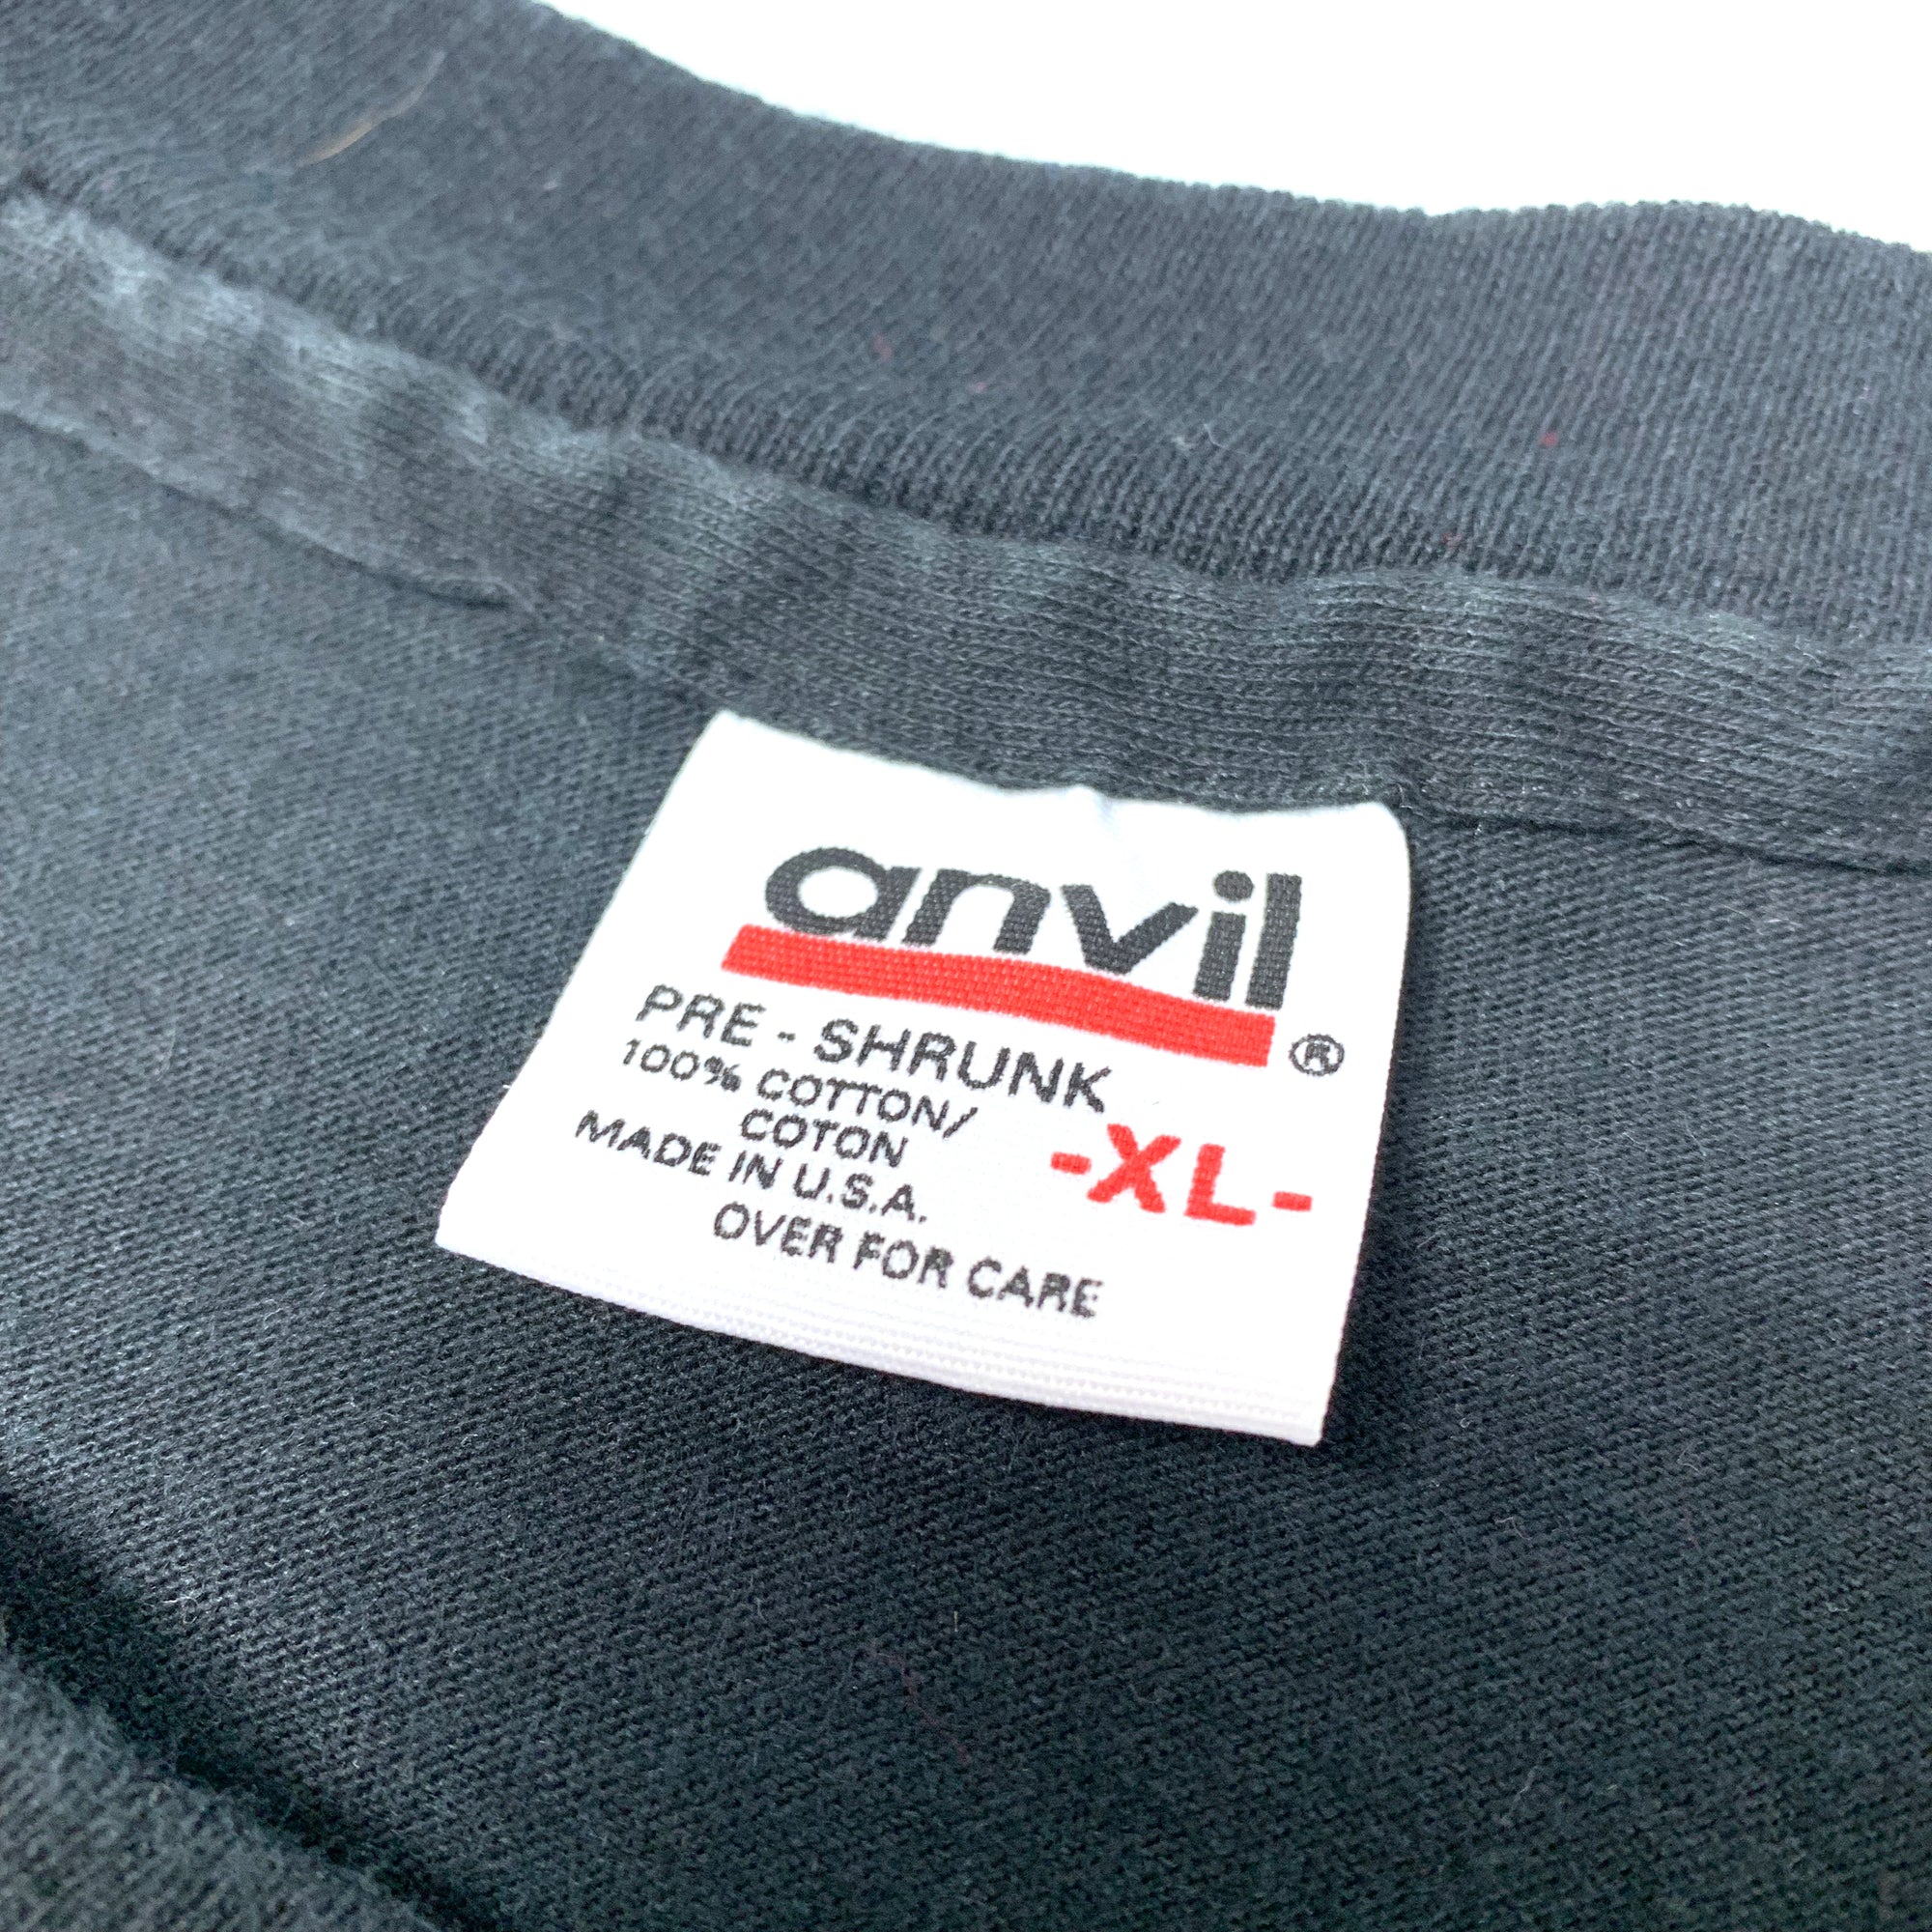 anvil®
PRE - SHRUNK
100% COTTON/
COTON
MADE IN U.S.A.
-XL-
OVER FOR CARE